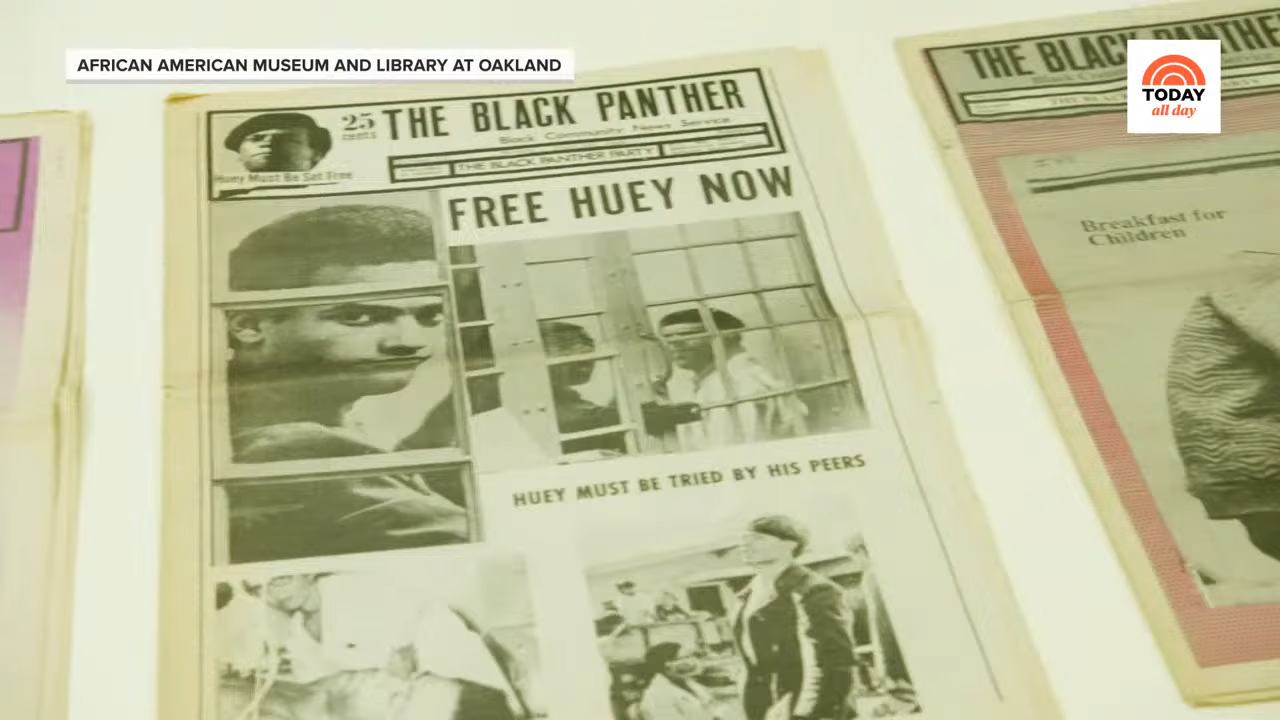 AFRICAN AMERICAN MUSEUM AND LIBRARY AT OAKLAND
TODAY
all day
25
cents
THE BLACK PANTHER
Black Community News Service
Huey Must Be Set Free
THE BLACK PANTHER PARTY
FREE HUEY NOW
HUEY MUST BE TRIED BY HIS PEERS
THE BLACK PANTHE
Breakfast for
Children